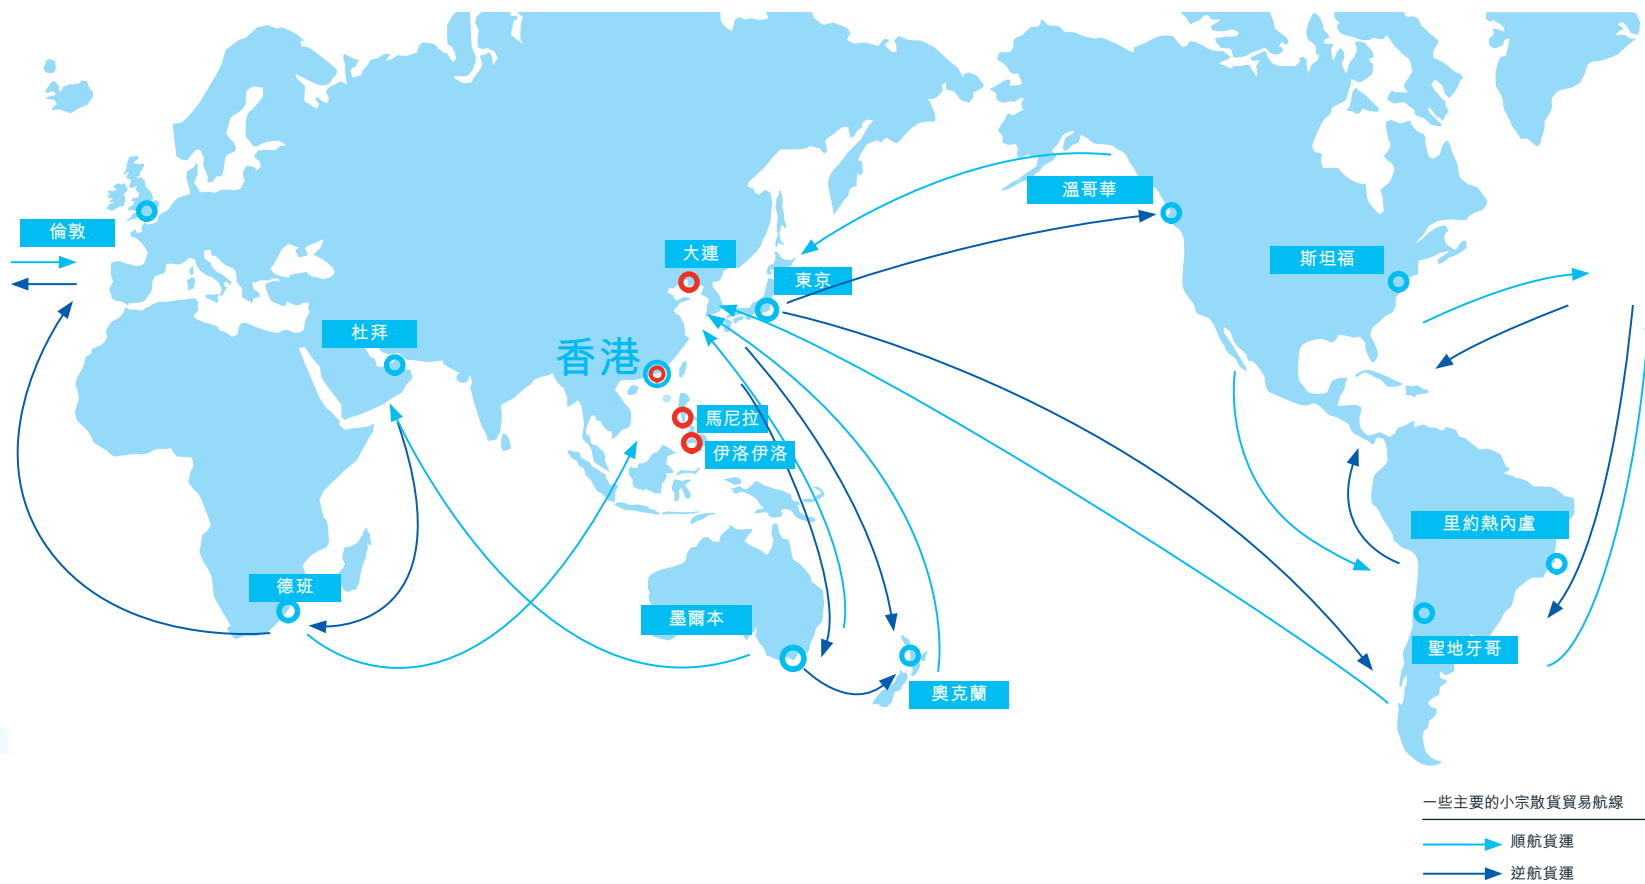 溫哥華
倫敦
大連
斯坦福
東京
杜拜
香港
馬尼拉
伊洛伊洛
里約熱內盧
德班
墨爾本
聖地牙哥
奧克蘭
一些主要的小宗散貨貿易航線
順航貨運
逆航貨運